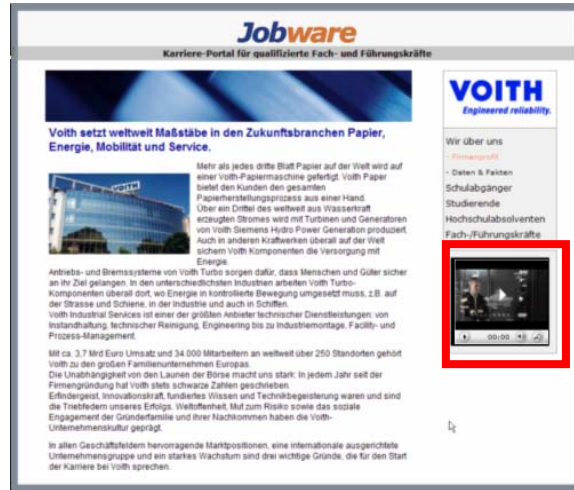 Jobware
Karriere-Portal für qualifizierte Fach- und Führungskräfte
VOITH
Engineered reliability.
Voith setzt weltweit Maßstäbe in den Zukunftsbranchen Papier,
Energie, Mobilität und Service.
VOITH
Mehr als jedes dritte Blatt Papier auf der Welt wird auf
einer Voith-Papiermaschine gefertigt. Voith Paper
bietet den Kunden den gesamten
Papierherstellungsprozess aus einer Hand.
Über ein Drittel des weltweit aus Wasserkraft
erzeugten Stromes wird mit Turbinen und Generatoren
von Voith Siemens Hydro Power Generation produziert.
Auch in anderen Kraftwerken überall auf der Welt
sichern Voith Komponenten die Versorgung mit
Energie.
Antriebs- und Bremssysteme von Voith Turbo sorgen dafür, dass Menschen und Güter sicher
an ihr Ziel gelangen. In den unterschiedlichsten Industrien arbeiten Voith Turbo-
Komponenten überall dort, wo Energie in kontrollierte Bewegung umgesetzt muss, z.B. auf
der Strasse und Schiene, in der Industrie und auch in Schiffen.
Voith Industrial Services ist einer der größten Anbieter technischer Dienstleistungen: von
Instandhaltung, technischer Reinigung, Engineering bis zu Industriemontage, Facility- und
Prozess-Management.
Mit ca. 3,7 Mrd Euro Umsatz und 34.000 Mitarbeitern an weltweit über 250 Standorten gehört
Voith zu den großen Familienunternehmen Europas.
Die Unabhängigkeit von den Launen der Börse macht uns stark: In jedem Jahr seit der
Firmengründung hat Voith stets schwarze Zahlen geschrieben.
Erfindergeist, Innovationskraft, fundiertes Wissen und Technikbegeisterung waren und sind
die Triebfedern unseres Erfolgs. Weltoffenheit, Mut zum Risiko sowie das soziale
Engagement der Gründerfamilie und ihrer Nachkommen haben die Voith-
Unternehmenskultur geprägt.
In allen Geschäftsfeldern hervorragende Marktpositionen, eine internationale ausgerichtete
Unternehmensgruppe und ein starkes Wachstum sind drei wichtige Gründe, die für den Start
der Karriere bei Voith sprechen.
Wir über uns
- Firmenprofil
- Daten & Fakten
Schulabgänger
Studierende
Hochschulabsolventen
Fach-/Führungskräfte
00:00